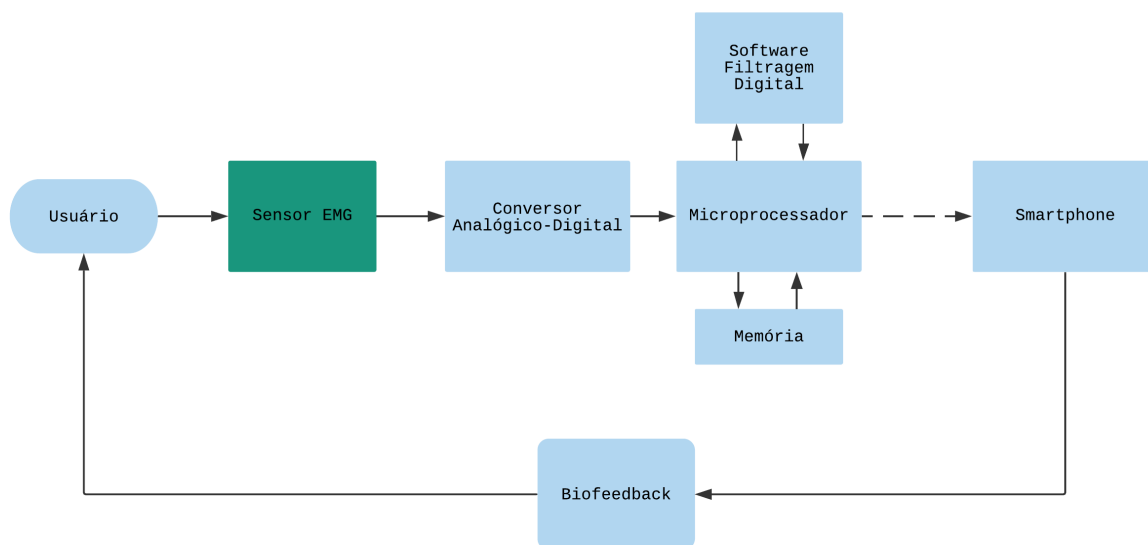 Software
Filtragem
Digital
Usuário
Sensor EMG
Conversor
Analógico-Digital
Microprocessador
Smartphone
Memória
Biofeedback